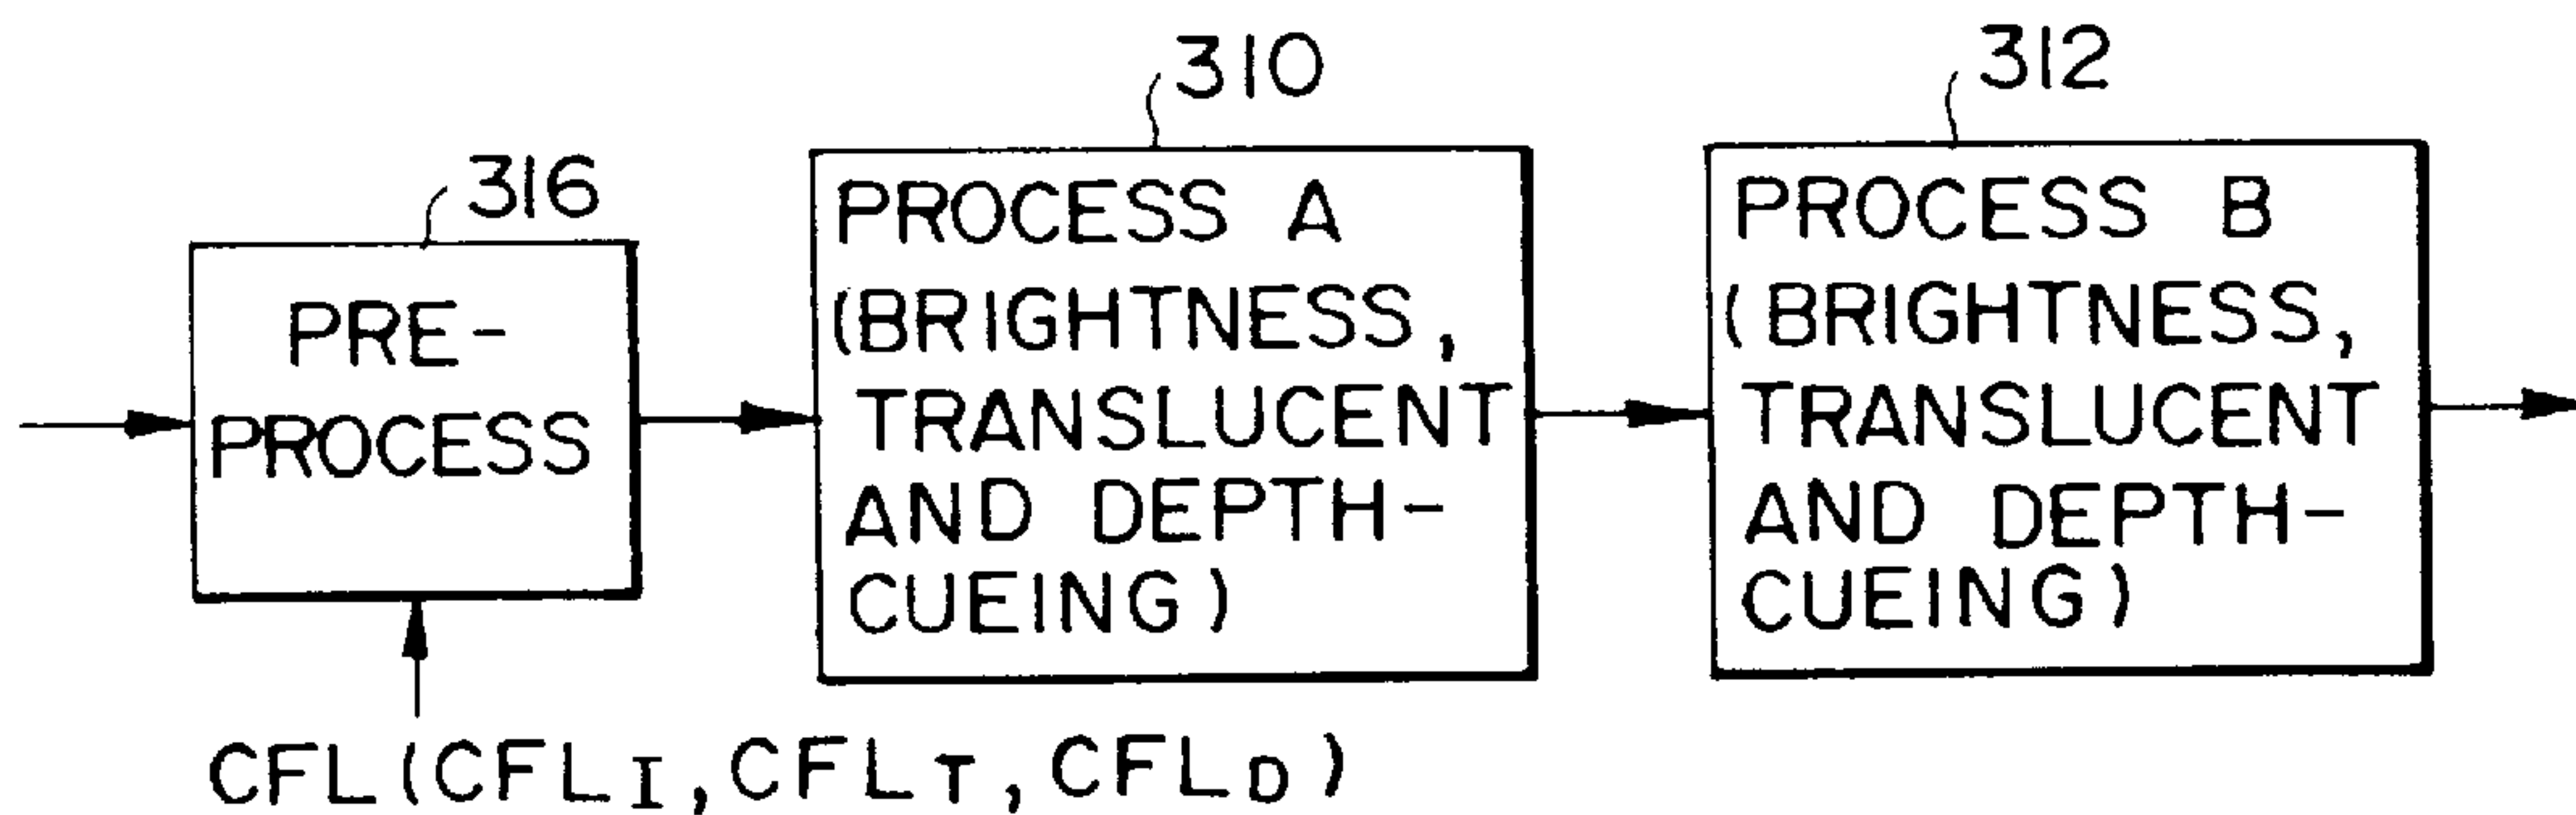 316
PRE-
PROCESS
310
PROCESS A
(BRIGHTNESS,
TRANSLUCENT
AND DEPTH-
CUEING)
312
PROCESS B
(BRIGHTNESS,
TRANSLUCENT
AND DEPTH-
CUEING)
CFL(CFLI,CFLT,CFLD)